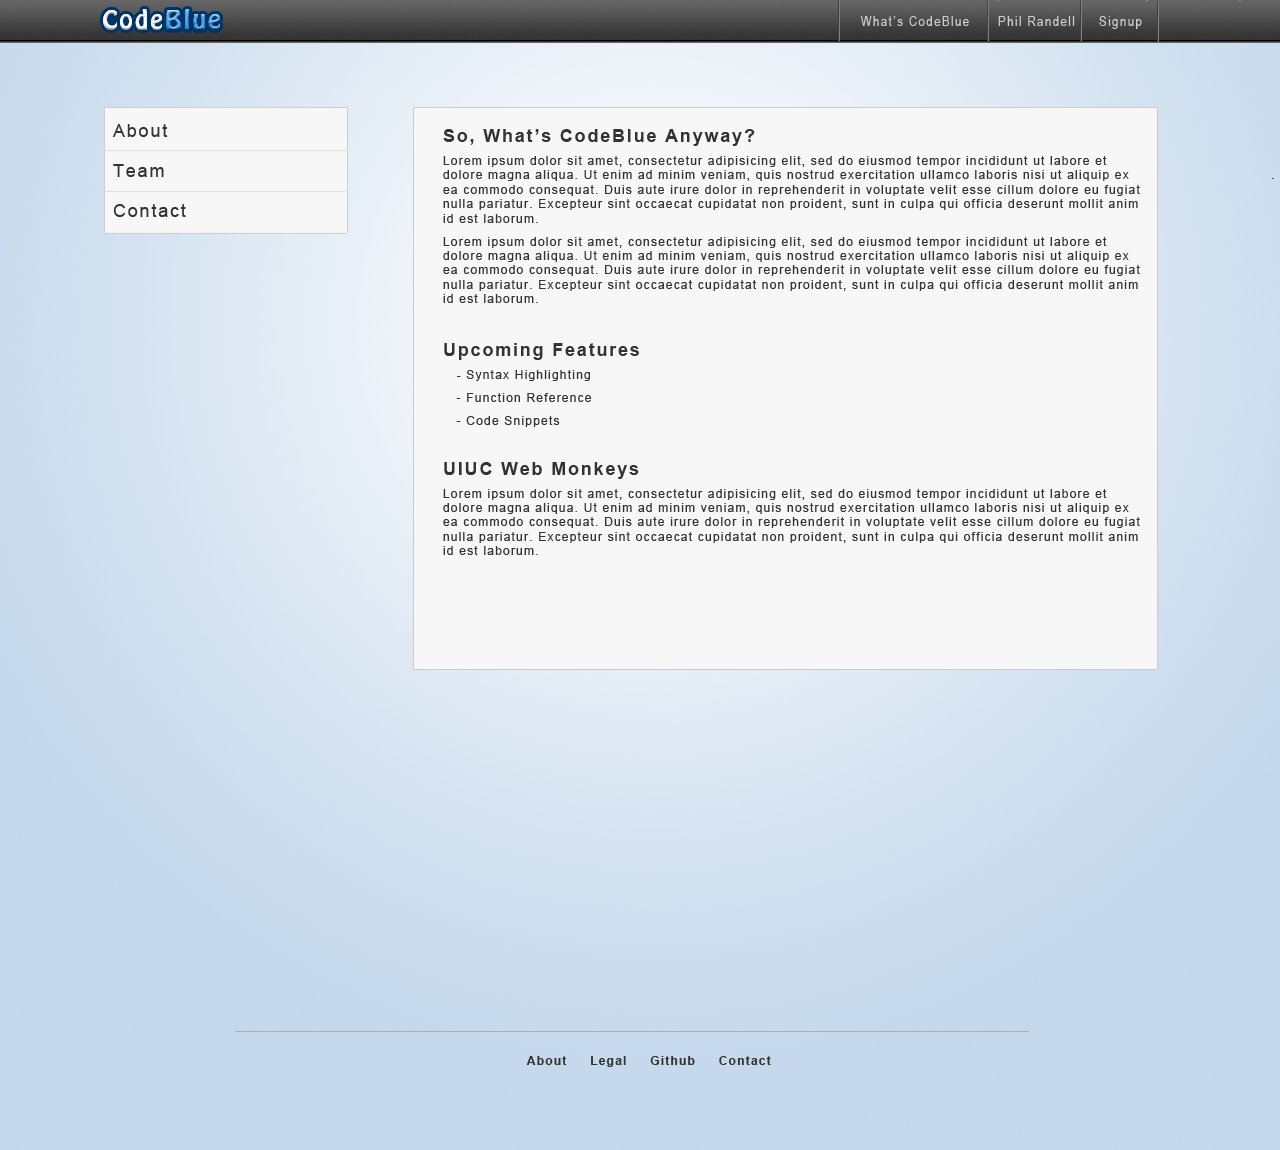 CodeBlue
What's CodeBlue
Phil Randell
Signup
About
Team
Contact
So, What’s CodeBlue Anyway?
Lorem ipsum dolor sit amet, consectetur adipisicing elit, sed do eiusmod tempor incididunt ut labore et
dolore magna aliqua. Ut enim ad minim veniam, quis nostrud exercitation ullamco laboris nisi ut aliquip ex
ea commodo consequat. Duis aute irure dolor in reprehenderit in voluptate velit esse cillum dolore eu fugiat
nulla pariatur. Excepteur sint occaecat cupidatat non proident, sunt in culpa qui officia deserunt mollit anim
id est laborum.
Lorem ipsum dolor sit amet, consectetur adipisicing elit, sed do eiusmod tempor incididunt ut labore et
dolore magna aliqua. Ut enim ad minim veniam, quis nostrud exercitation ullamco laboris nisi ut aliquip ex
ea commodo consequat. Duis aute irure dolor in reprehenderit in voluptate velit esse cillum dolore eu fugiat
nulla pariatur. Excepteur sint occaecat cupidatat non proident, sunt in culpa qui officia deserunt mollit anim
id est laborum.
Upcoming Features
- Syntax Highlighting
- Function Reference
- Code Snippets
UIUC Web Monkeys
Lorem ipsum dolor sit amet, consectetur adipisicing elit, sed do eiusmod tempor incididunt ut labore et
dolore magna aliqua. Ut enim ad minim veniam, quis nostrud exercitation ullamco laboris nisi ut aliquip ex
ea commodo consequat. Duis aute irure dolor in reprehenderit in voluptate velit esse cillum dolore eu fugiat
nulla pariatur. Excepteur sint occaecat cupidatat non proident, sunt in culpa qui officia deserunt mollit anim
id est laborum.
About Legal Github Contact